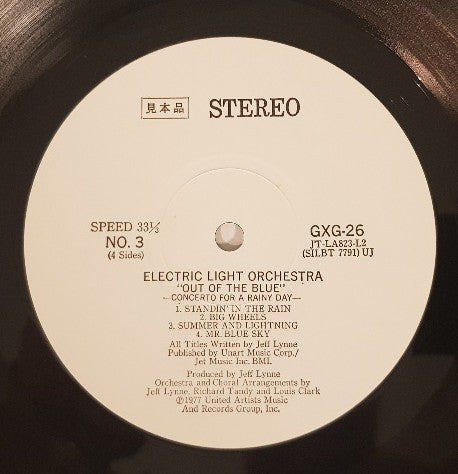 見本品 STEREO
SPEED 33⅓ GXG-26
NO. 3 JT-LA823-L2
(4 Sides) (SILBT 7791) UJ
ELECTRIC LIGHT ORCHESTRA
"OUT OF THE BLUE"
—CONCERTO FOR A RAINY DAY—
1. STANDIN' IN THE RAIN
2. BIG WHEELS
3. SUMMER AND LIGHTNING
4. MR. BLUE SKY
All Titles Written by Jeff Lynne
Published by Unart Music Corp./
Jet Music Inc. BMI.
Produced by Jeff Lynne
Orchestra and Choral Arrangements by
Jeff Lynne, Richard Tandy and Louis Clark
℗1977 United Artists Music
And Records Group, Inc.